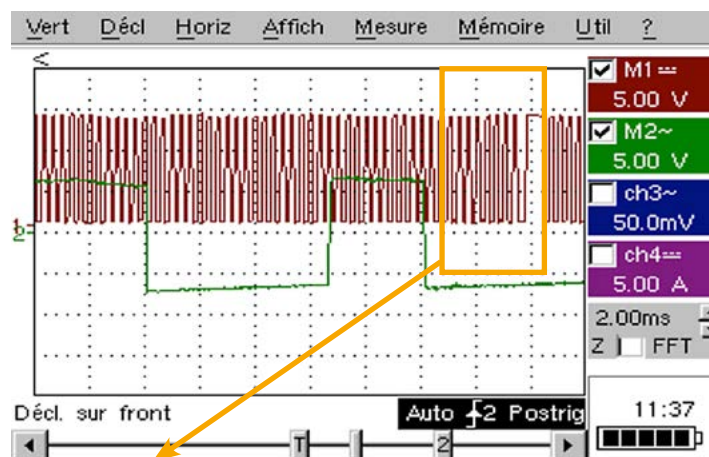 Vert Décl Horiz Affich Mesure Mémoire Util ?
<
M1
5.00 V
M2~
5.00 V
ch3~
50.0mV
ch4
5.00 A
2.00ms
Z FFT
2
Décl. sur front
Auto 2 Postrig
11:37
T 2